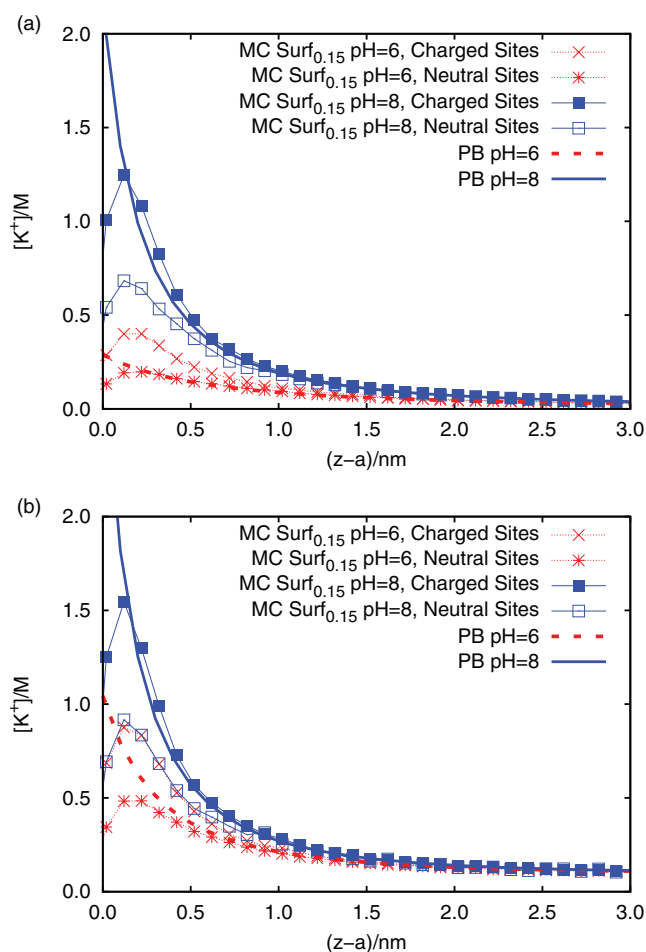 (a)
2.0
MC Surf0.15 pH=6, Charged Sites
MC Surf0.15 pH=6, Neutral Sites
MC Surf0.15 pH=8, Charged Sites
MC Surf0.15 pH=8, Neutral Sites
PB pH=6
PB pH=8
1.5
1.0
0.5
0.0
[K+]/M
0.0 0.5 1.0 1.5 2.0 2.5 3.0
(z−a)/nm
(b)
2.0
MC Surf0.15 pH=6, Charged Sites
MC Surf0.15 pH=6, Neutral Sites
MC Surf0.15 pH=8, Charged Sites
MC Surf0.15 pH=8, Neutral Sites
PB pH=6
PB pH=8
1.5
1.0
0.5
0.0
[K+]/M
0.0 0.5 1.0 1.5 2.0 2.5 3.0
(z−a)/nm